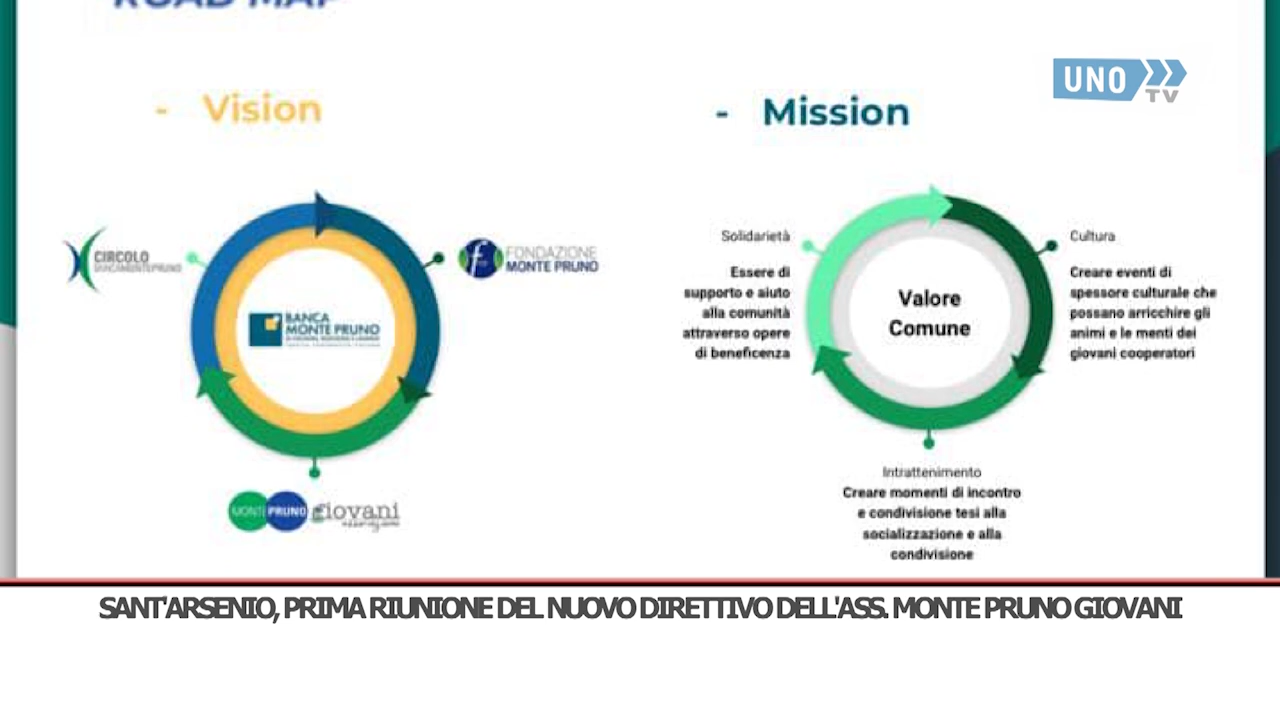 ROAD MAP
UNO
TV
- Vision
- Mission
CIRCOLO
BANCAMONTEPRUNO
FONDAZIONE
MONTE PRUNO
BANCA
MONTE PRUNO
MONTE PRUNO giovani
Solidarietà
Essere di
supporto e aiuto
alla comunità
attraverso opere
di beneficenza
Valore
Comune
Cultura
Creare eventi di
spessore culturale che
possano arricchire gli
animi e le menti dei
giovani cooperatori
Intrattenimento
Creare momenti di incontro
e condivisione tesi alla
socializzazione e alla
condivisione
SANT'ARSENIO, PRIMA RIUNIONE DEL NUOVO DIRETTIVO DELL'ASS. MONTE PRUNO GIOVANI